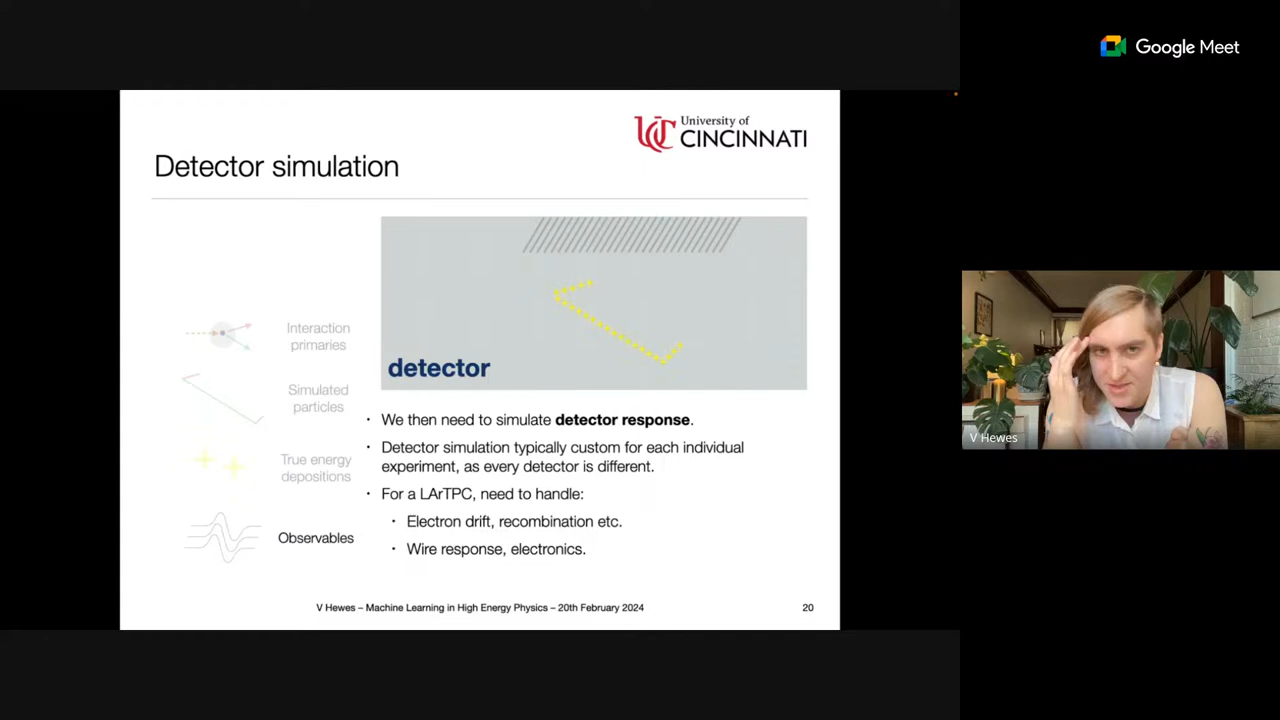 Google Meet
University of
CINCINNATI
Detector simulation
Interaction
primaries
Simulated
particles
True energy
depositions
Observables
detector
· We then need to simulate detector response.
· Detector simulation typically custom for each individual
experiment, as every detector is different.
· For a LArTPC, need to handle:
· Electron drift, recombination etc.
· Wire response, electronics.
V Hewes – Machine Learning in High Energy Physics – 20th February 2024
20
V Hewes